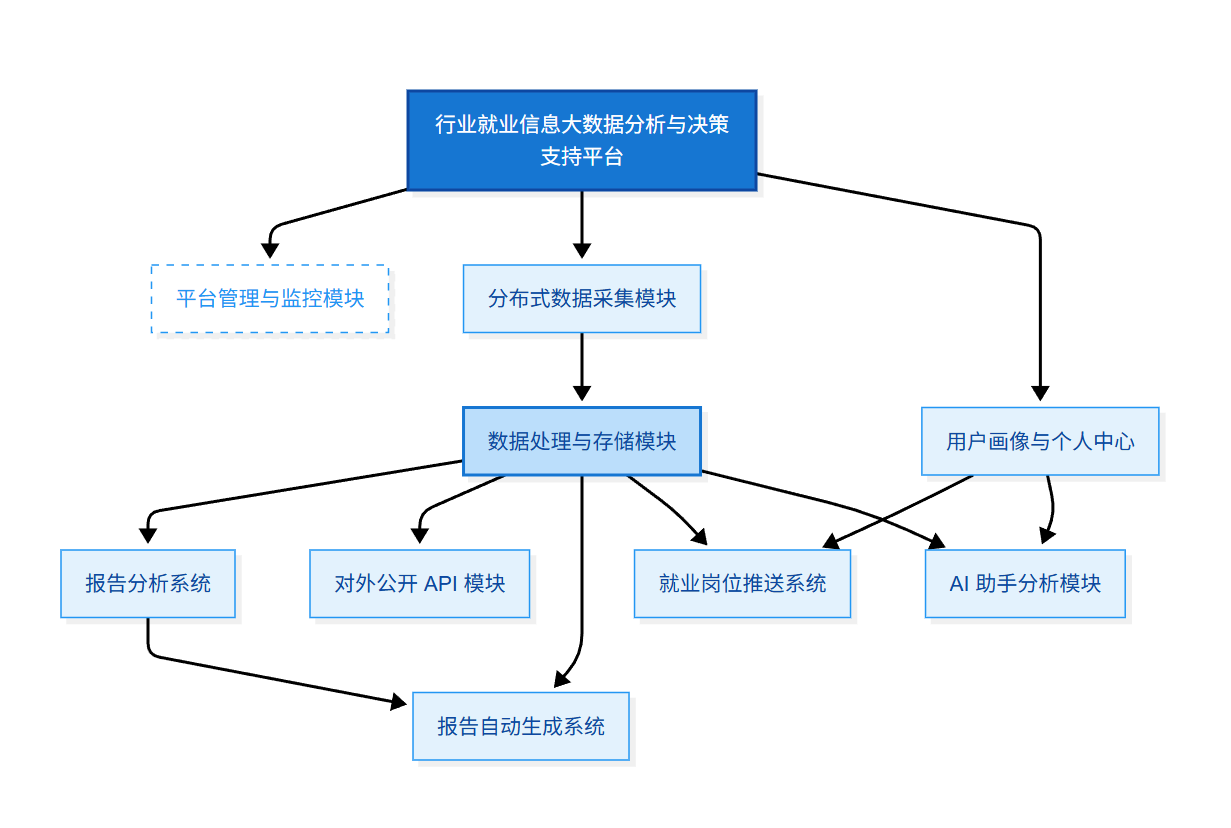 行业就业信息大数据分析与决策
支持平台
平台管理与监控模块
分布式数据采集模块
数据处理与存储模块
用户画像与个人中心
报告分析系统
对外公开 API 模块
就业岗位推送系统
AI 助手分析模块
报告自动生成系统